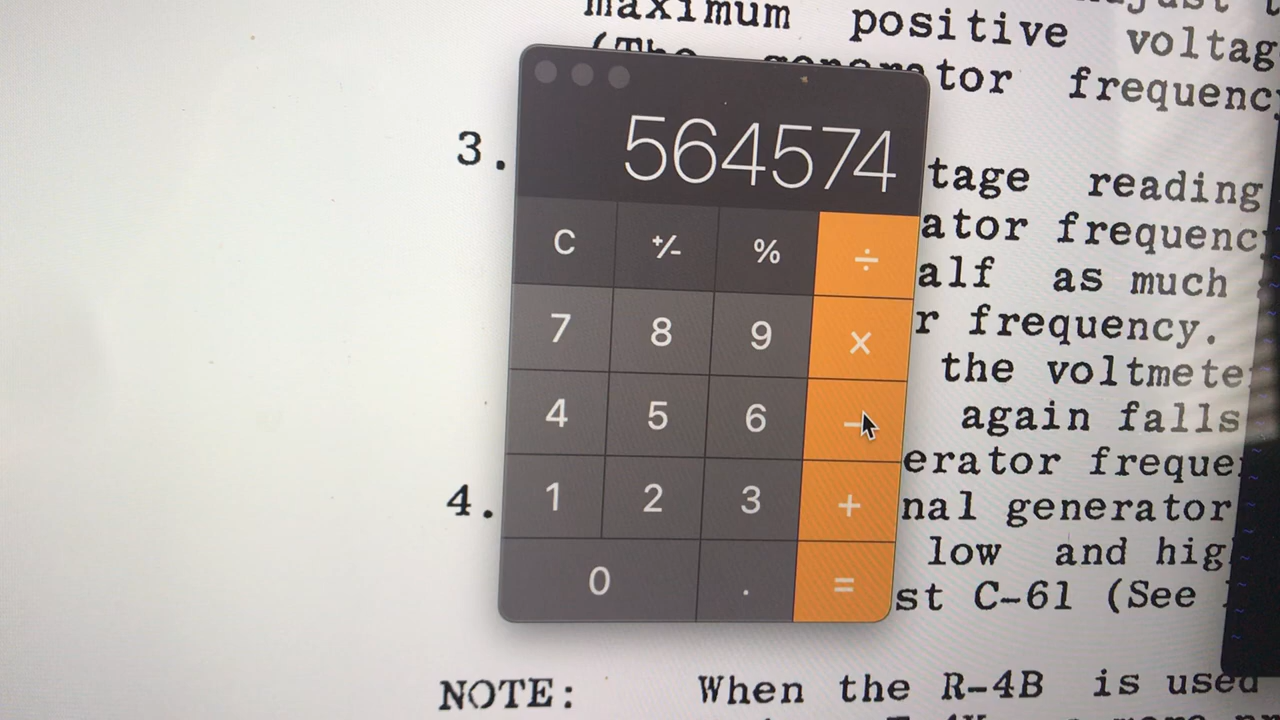 maximum positive voltag
(The generator frequenc
564574
3.
tage reading
C +/- % ÷
ator frequency
alf as much
7 8 9 ×
r frequency.
the voltmete
4 5 6 −
again falls
erator freque
4.
1 2 3 +
nal generator
low and hig
0 . =
st C-61 (See
NOTE: When the R-4B is used